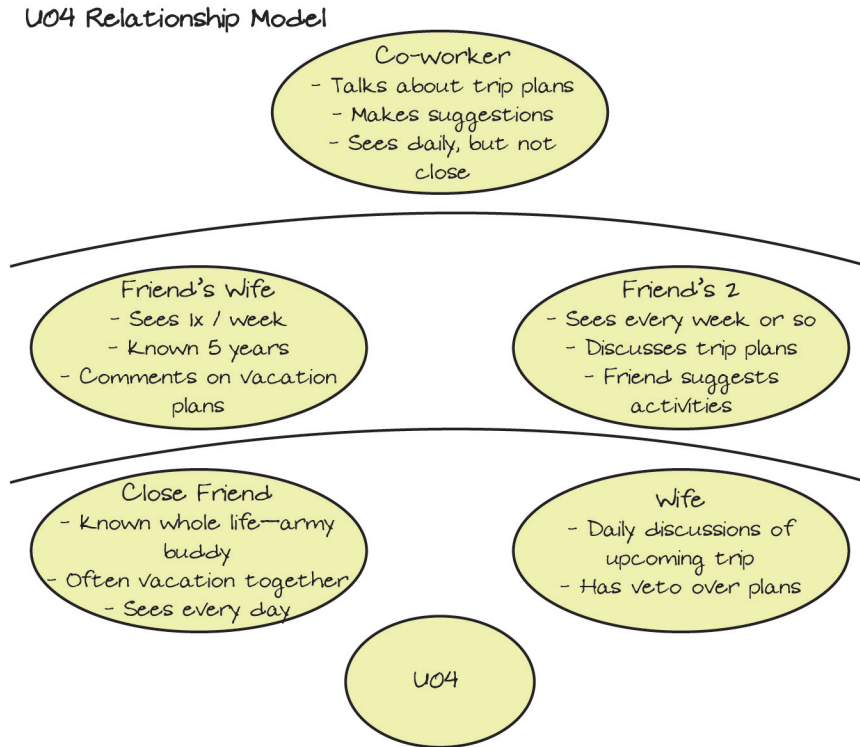 U04 Relationship Model
Co-worker
- Talks about trip plans
- Makes suggestions
- Sees daily, but not
close
Friend's Wife
- Sees 1x / week
- Known 5 years
- Comments on vacation
plans
Friend's 2
- Sees every week or so
- Discusses trip plans
- Friend suggests
activities
Close Friend
- Known whole life—army
buddy
- Often vacation together
- Sees every day
Wife
- Daily discussions of
upcoming trip
- Has veto over plans
U04